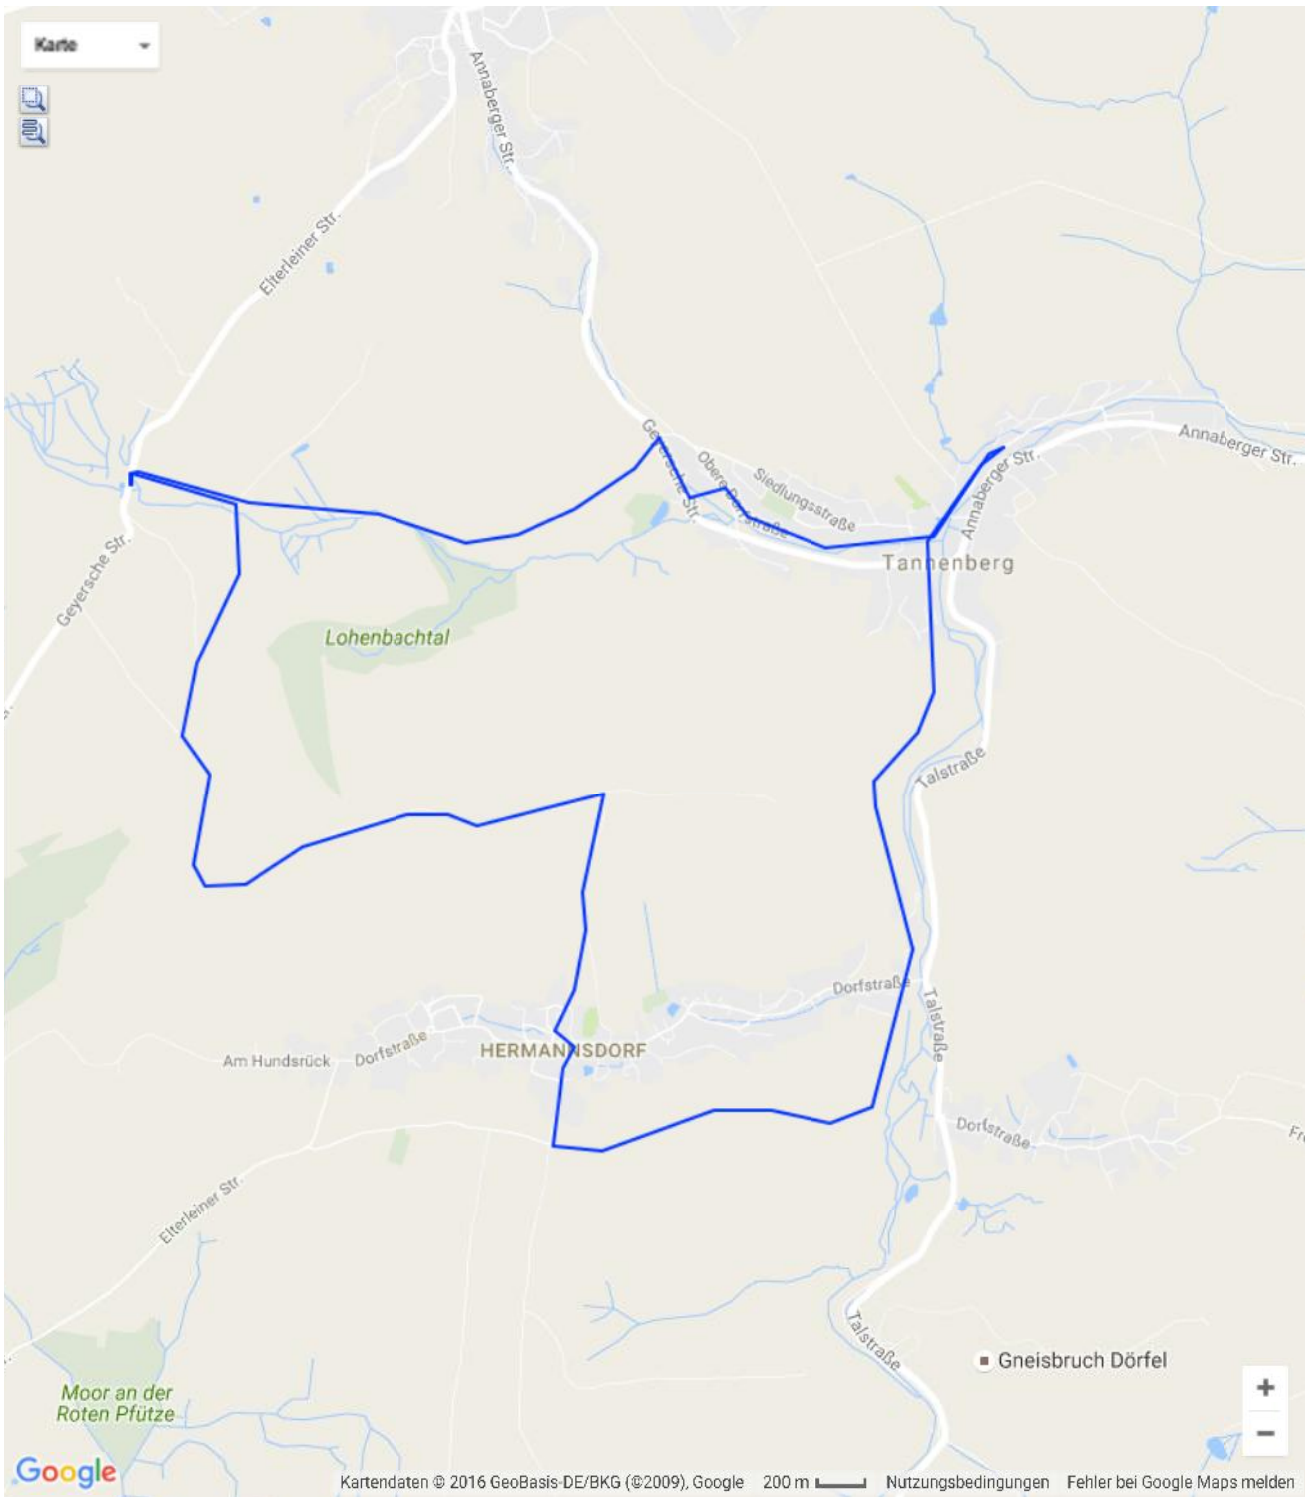 Karte
Annaberger Str.
Elterleiner Str.
Geyersche Str.
Obere Dorfstraße
Siedlungsstraße
Annaberger Str.
Annaberger Str.
Geyersche Str.
Tannenberg
Lohenbachtal
Talstraße
Dorfstraße
Talstraße
HERMANNSDORF
Am Hundsrück
Dorfstraße
Dorfstraße
Elterleiner Str.
Talstraße
Gneisbruch Dörfel
Moor an der
Roten Pfütze
+
−
Google
Kartendaten © 2016 GeoBasis-DE/BKG (©2009), Google 200 m Nutzungsbedingungen Fehler bei Google Maps melden